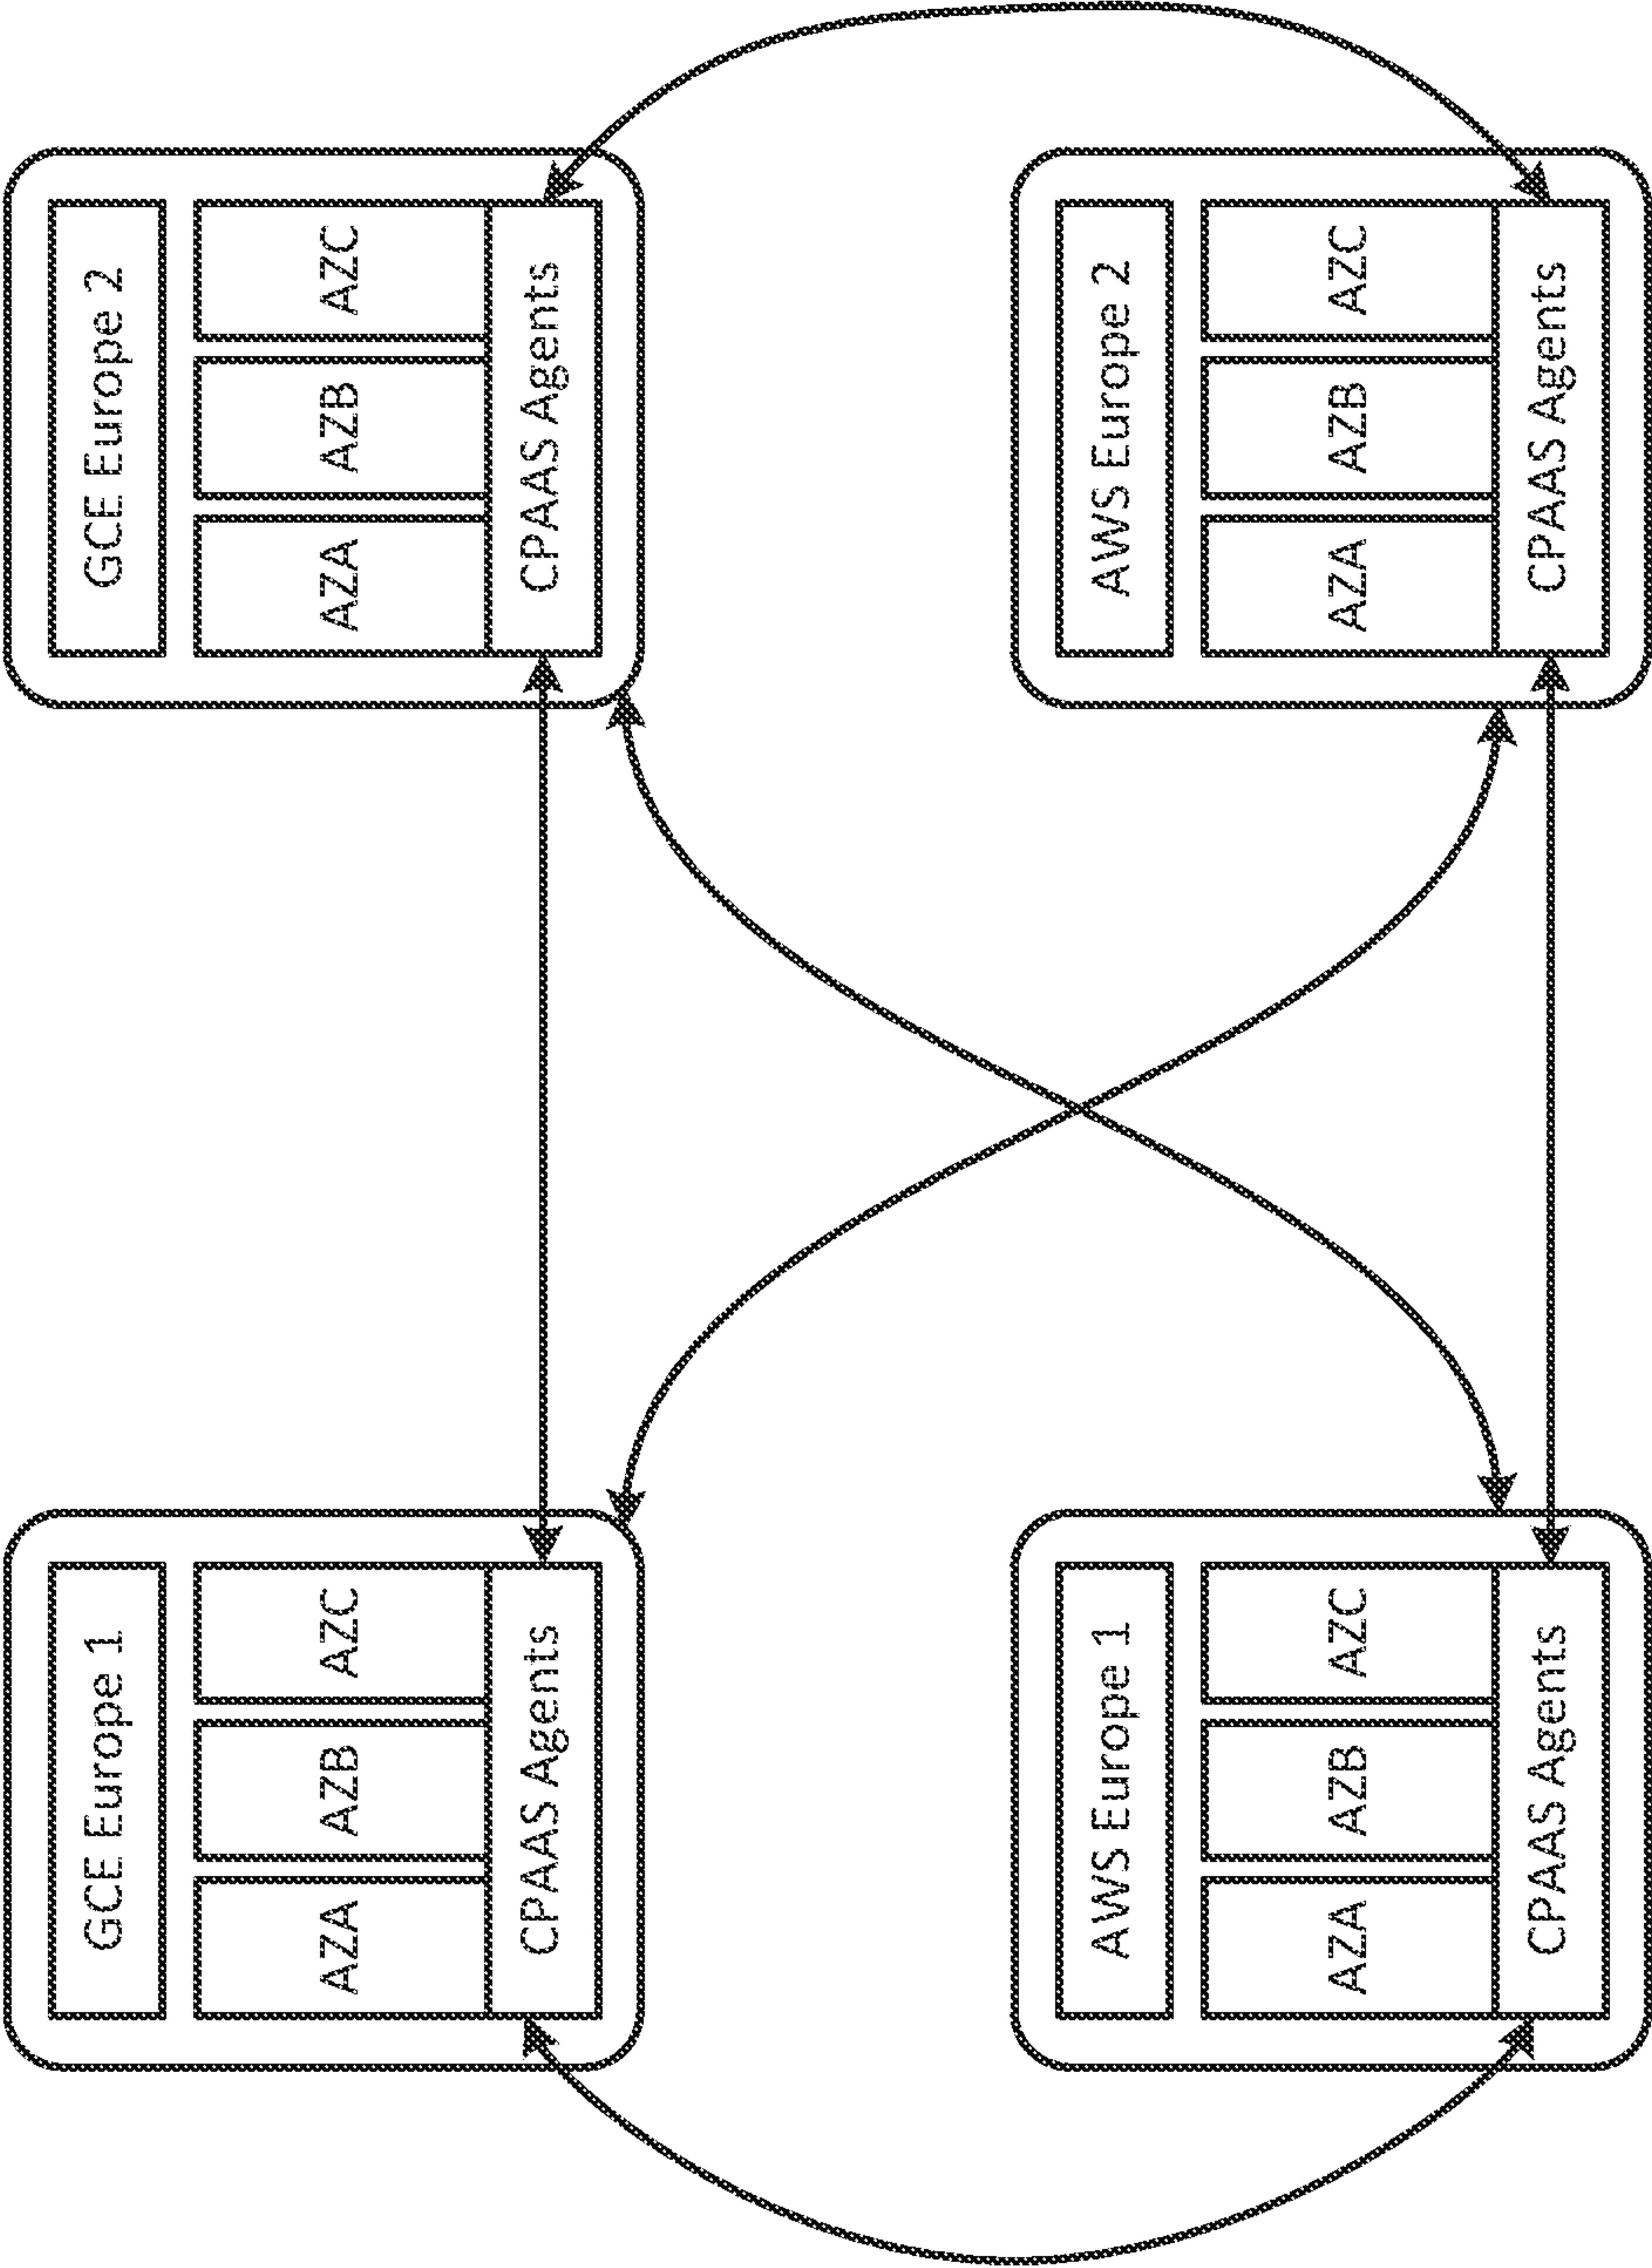 GCE Europe 1
AZA
AZB
AZC
CPAAS Agents
GCE Europe 2
AZA
AZB
AZC
CPAAS Agents
AWS Europe 1
AZA
AZB
AZC
CPAAS Agents
AWS Europe 2
AZA
AZB
AZC
CPAAS Agents